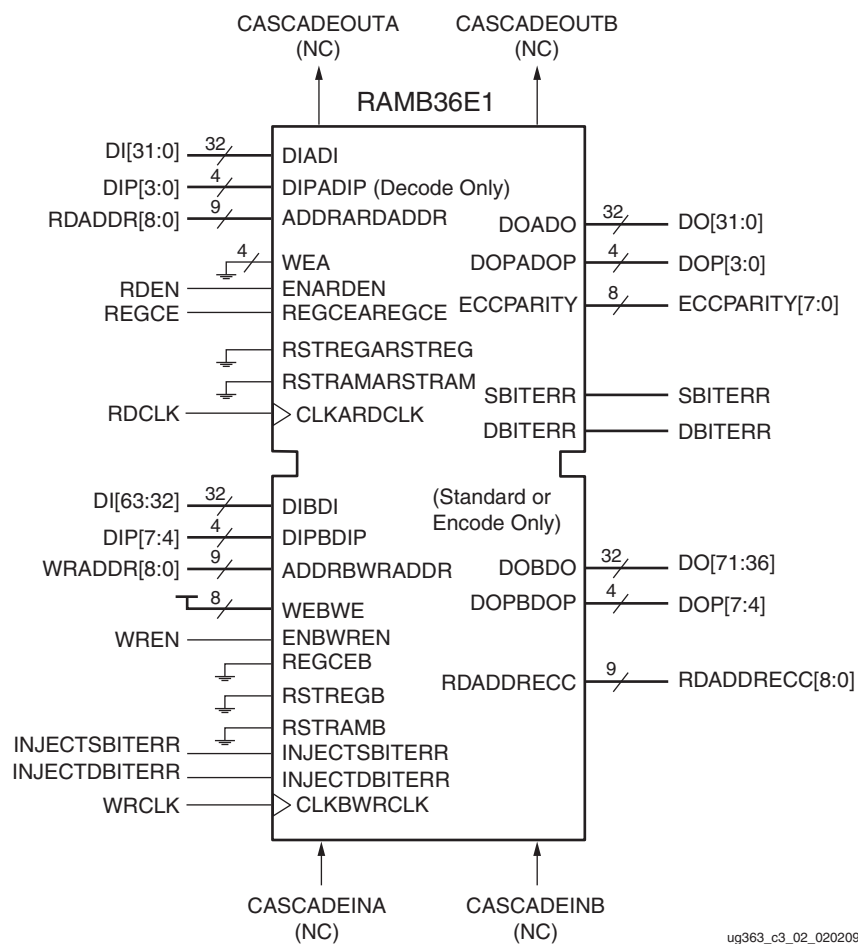 CASCADEOUTA
(NC)
CASCADEOUTB
(NC)
RAMB36E1
DI[31:0] 32 DIADI
DIP[3:0] 4 DIPADIP (Decode Only)
RDADDR[8:0] 9 ADDRARDADDR
4 WEA
RDEN ENARDEN
REGCE REGCEAREGCE
RSTREGARSTREG
RSTRAMARSTRAM
RDCLK CLKARDCLK
DOADO 32 DO[31:0]
DOPADOP 4 DOP[3:0]
ECCPARITY 8 ECCPARITY[7:0]
SBITERR SBITERR
DBITERR DBITERR
DI[63:32] 32 DIBDI
DIP[7:4] 4 DIPBDIP
WRADDR[8:0] 9 ADDRBWRADDR
8 WEBWE
WREN ENBWREN
REGCEB
RSTREGB
RSTRAMB
INJECTSBITERR INJECTSBITERR
INJECTDBITERR INJECTDBITERR
WRCLK CLKBWRCLK
(Standard or
Encode Only)
DOBDO 32 DO[71:36]
DOPBDOP 4 DOP[7:4]
RDADDRECC 9 RDADDRECC[8:0]
CASCADEINA
(NC)
CASCADEINB
(NC)
ug363_c3_02_020209